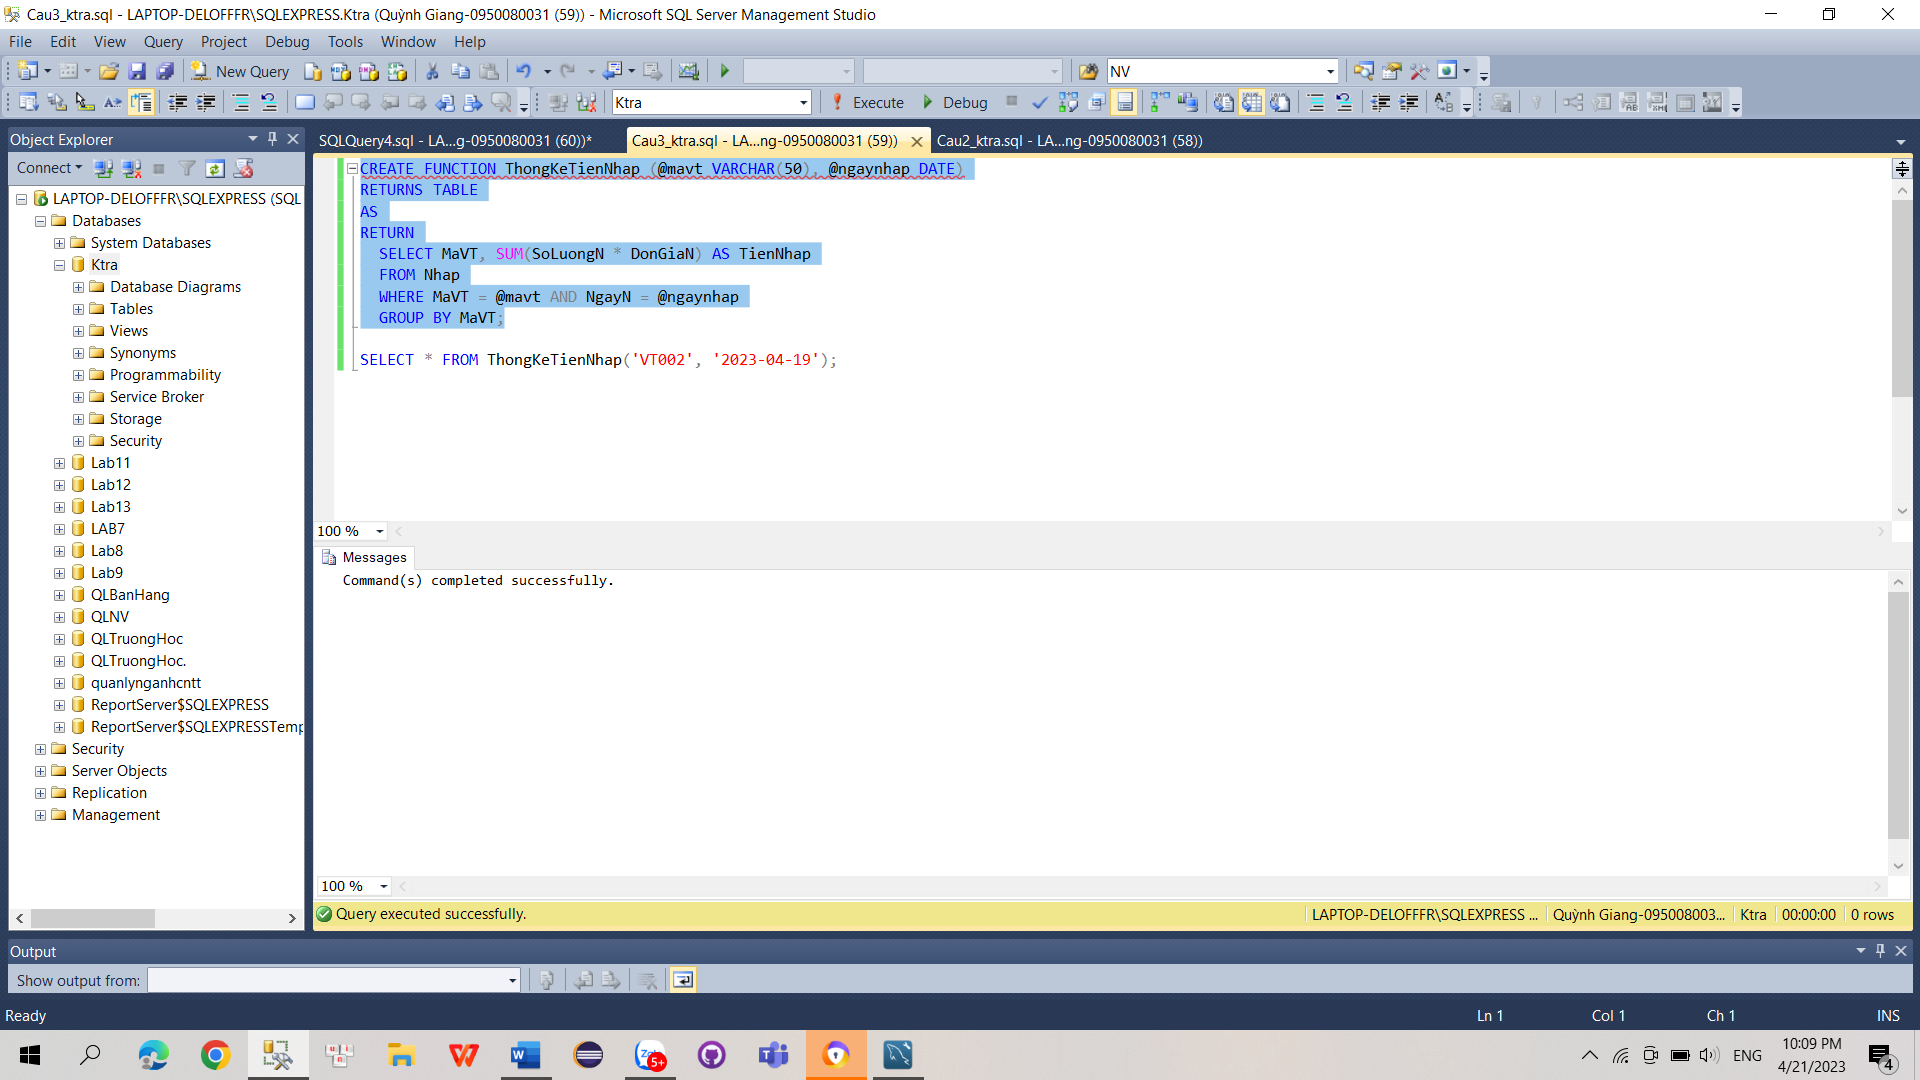 Cau3_ktra.sql - LAPTOP-DELOFFFR\SQLEXPRESS.Ktra (Quỳnh Giang-0950080031 (59)) - Microsoft SQL Server Management Studio
File Edit View Query Project Debug Tools Window Help
New Query NV
Ktra Execute Debug
Object Explorer
Connect
LAPTOP-DELOFFFR\SQLEXPRESS (SQL
Databases
System Databases
Ktra
Database Diagrams
Tables
Views
Synonyms
Programmability
Service Broker
Storage
Security
Lab11
Lab12
Lab13
LAB7
Lab8
Lab9
QLBanHang
QLNV
QLTruongHoc
QLTruongHoc.
quanlynganhcntt
ReportServer$SQLEXPRESS
ReportServer$SQLEXPRESSTemp
Security
Server Objects
Replication
Management
SQLQuery4.sql - LA...g-0950080031 (60))* Cau3_ktra.sql - LA...ng-0950080031 (59)) Cau2_ktra.sql - LA...ng-0950080031 (58))
CREATE FUNCTION ThongKeTienNhap (@mavt VARCHAR(50), @ngaynhap DATE)
RETURNS TABLE
AS
RETURN
SELECT MaVT, SUM(SoLuongN * DonGiaN) AS TienNhap
FROM Nhap
WHERE MaVT = @mavt AND NgayN = @ngaynhap
GROUP BY MaVT;
SELECT * FROM ThongKeTienNhap('VT002', '2023-04-19');
100 %
Messages
Command(s) completed successfully.
100 %
Query executed successfully. LAPTOP-DELOFFFR\SQLEXPRESS ... Quỳnh Giang-095008003... Ktra 00:00:00 0 rows
Output
Show output from:
Ready Ln 1 Col 1 Ch 1 INS
5+
ENG
10:09 PM
4/21/2023
4